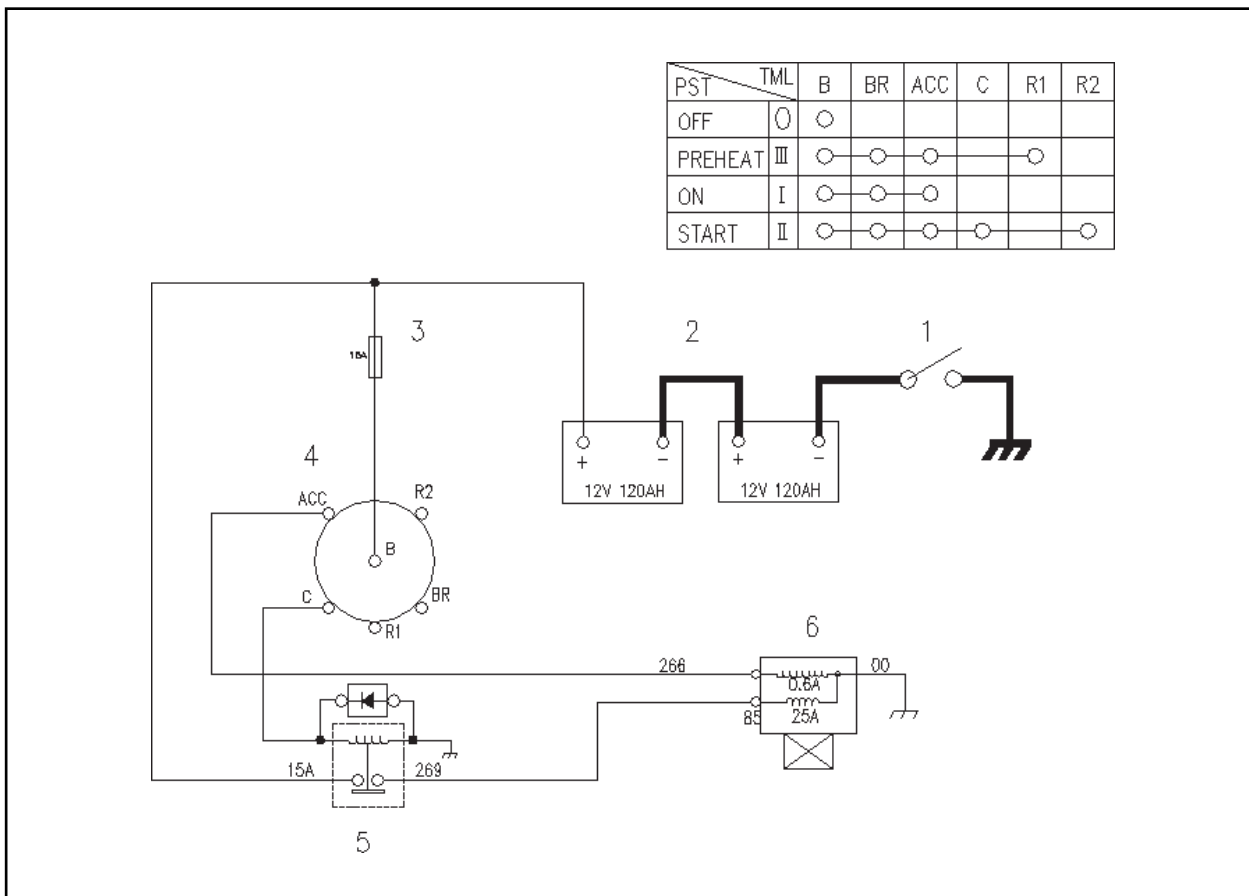 PST TML B BR ACC C R1 R2
OFF O
PREHEAT III
ON I
START II
3
2
1
+ -
+ -
12V 120AH
12V 120AH
4
ACC
R2
B
C
BR
R1
6
266
0.6A
00
85
25A
15A
269
5